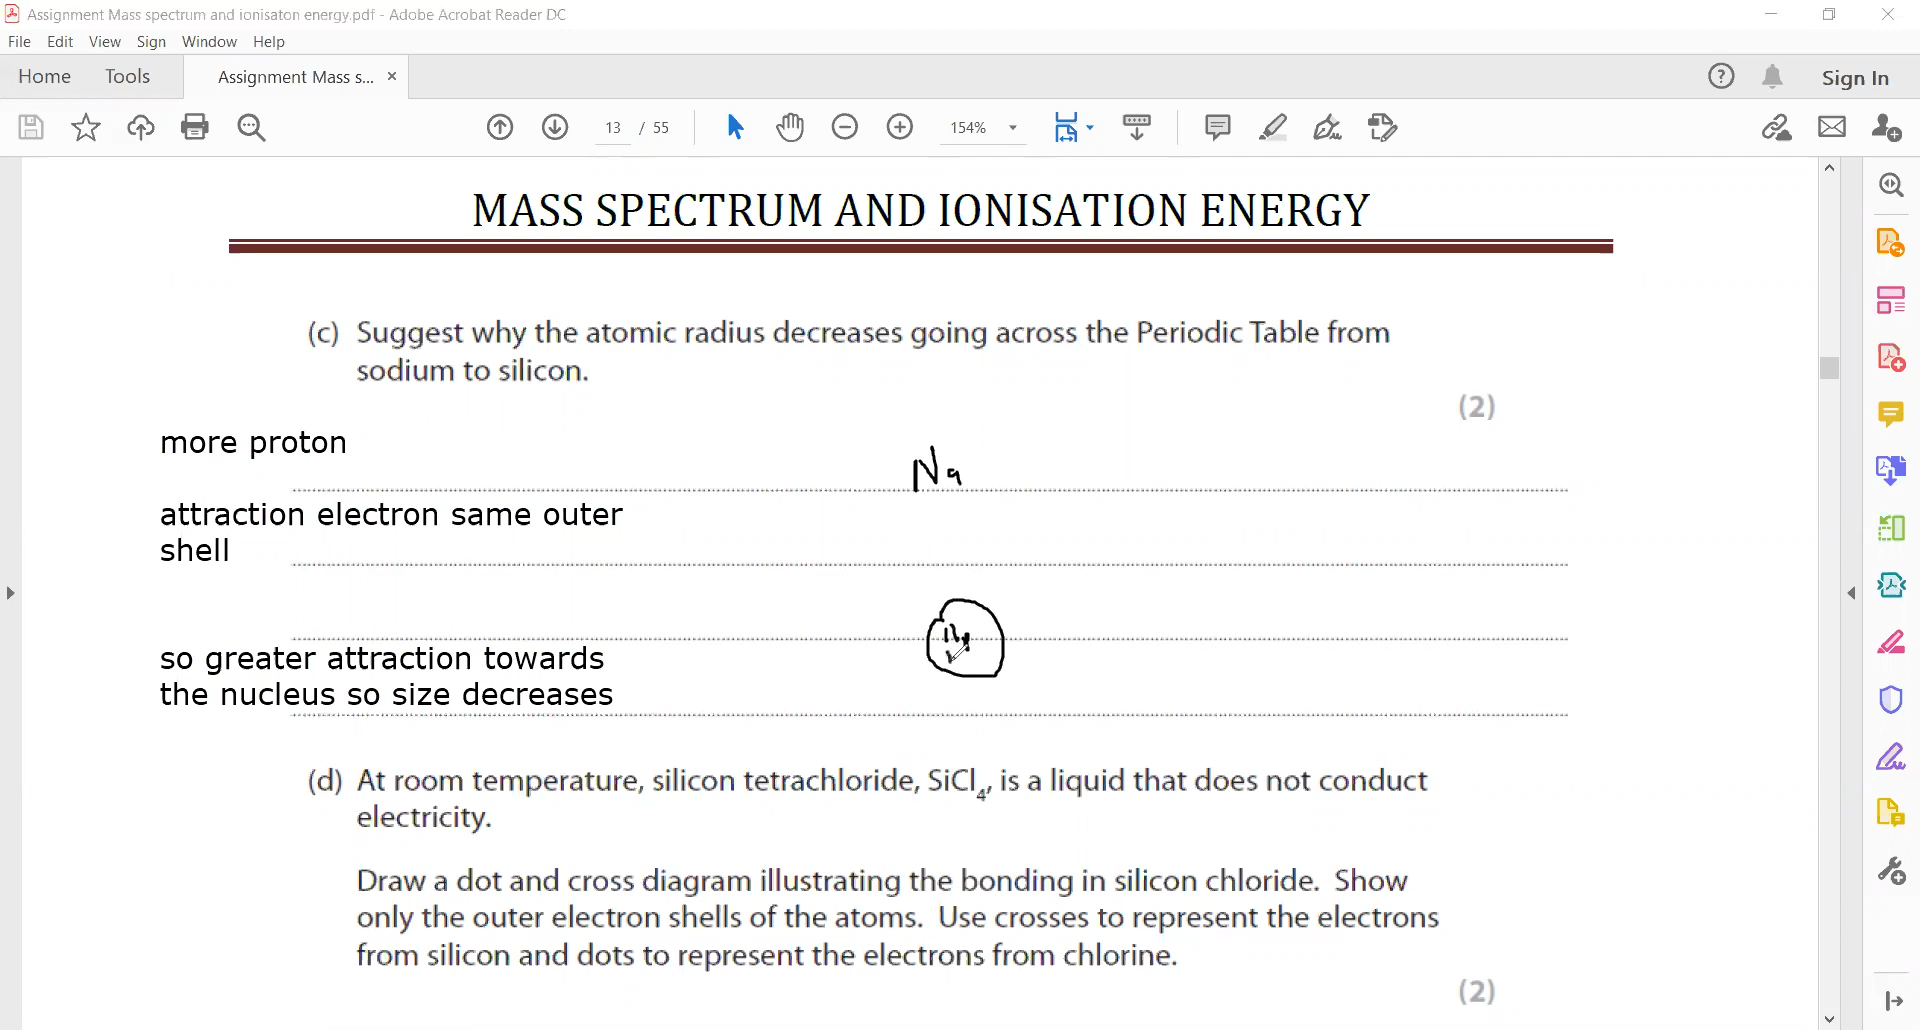 Assignment Mass spectrum and ionisaton energy.pdf - Adobe Acrobat Reader DC
File Edit View Sign Window Help
Home Tools Assignment Mass s... × Sign In
13 / 55 154%
MASS SPECTRUM AND IONISATION ENERGY
(c) Suggest why the atomic radius decreases going across the Periodic Table from
sodium to silicon.
(2)
more proton
Na
attraction electron same outer
shell
11p
so greater attraction towards
the nucleus so size decreases
(d) At room temperature, silicon tetrachloride, SiCl4, is a liquid that does not conduct
electricity.
Draw a dot and cross diagram illustrating the bonding in silicon chloride. Show
only the outer electron shells of the atoms. Use crosses to represent the electrons
from silicon and dots to represent the electrons from chlorine.
(2)